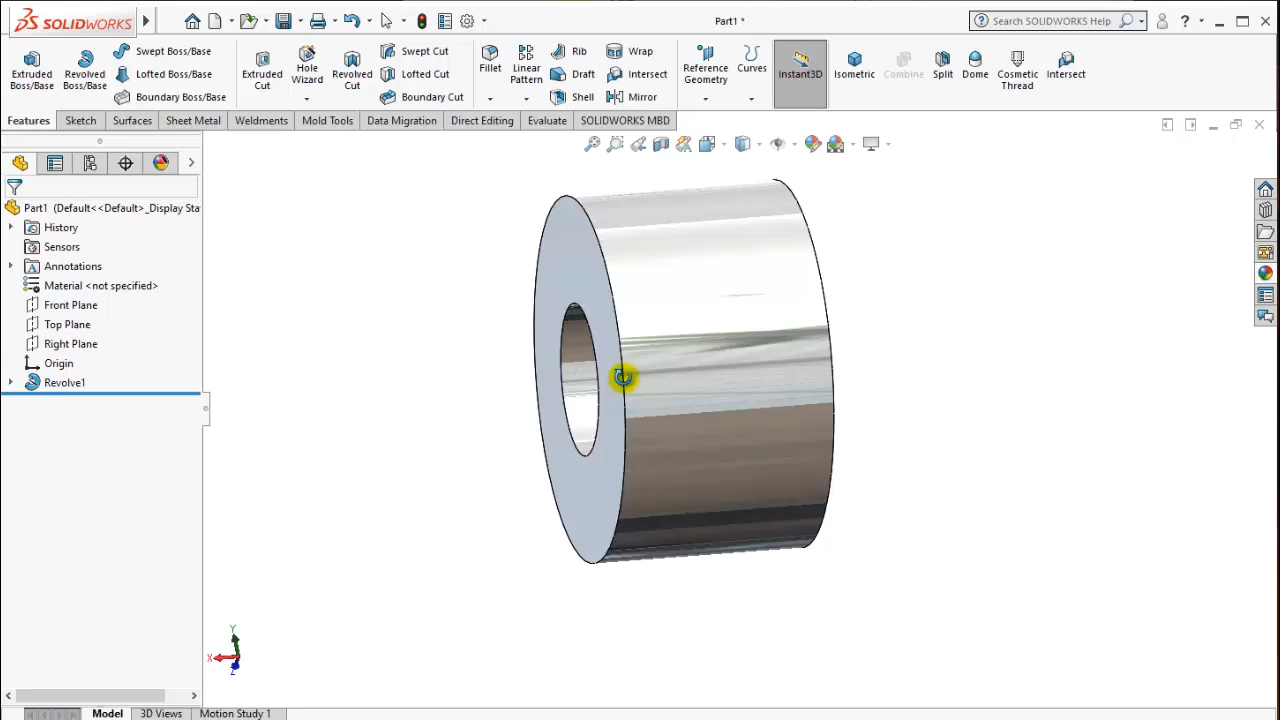 SOLIDWORKS
Part1 *
Search SOLIDWORKS Help
Extruded Boss/Base
Revolved Boss/Base
Swept Boss/Base
Lofted Boss/Base
Boundary Boss/Base
Extruded Cut
Hole Wizard
Revolved Cut
Swept Cut
Lofted Cut
Boundary Cut
Fillet
Linear Pattern
Rib
Draft
Shell
Wrap
Intersect
Mirror
Reference Geometry
Curves
Instant3D
Isometric
Combine
Split
Dome
Cosmetic Thread
Intersect
Features
Sketch
Surfaces
Sheet Metal
Weldments
Mold Tools
Data Migration
Direct Editing
Evaluate
SOLIDWORKS MBD
Part1 (Default<<Default>_Display Sta
History
Sensors
Annotations
Material <not specified>
Front Plane
Top Plane
Right Plane
Origin
Revolve1
Y
X
Z
Model
3D Views
Motion Study 1